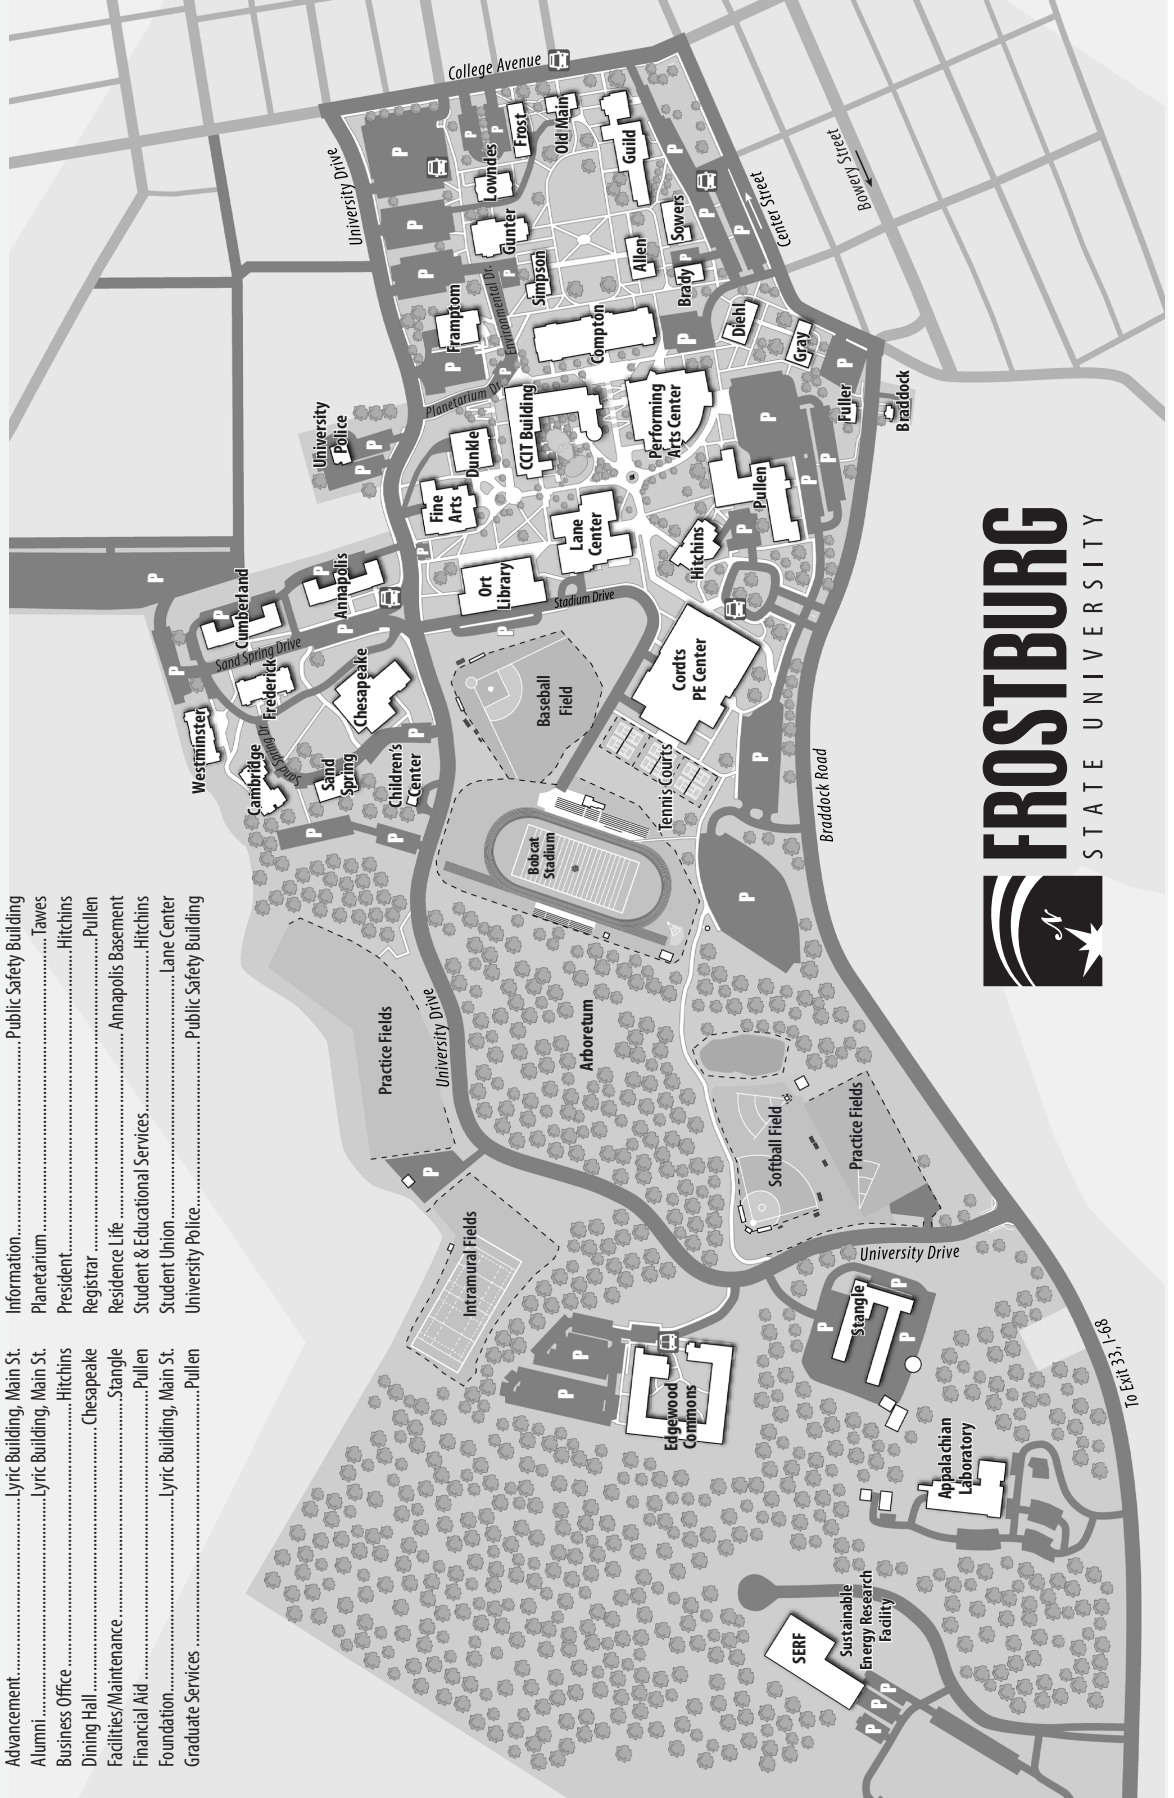 Advancement....................Lyric Building, Main St.
Alumni....................Lyric Building, Main St.
Business Office ....................Hitchins
Dining Hall ....................Chesapeake
Facilities/Maintenance....................Stangle
Financial Aid ....................Pullen
Foundation....................Lyric Building, Main St.
Graduate Services ....................Pullen
Information....................Public Safety Building
Planetarium ....................Tawes
President....................Hitchins
Registrar ....................Pullen
Residence Life .................... Annapolis Basement
Student & Educational Services....................Hitchins
Student Union ....................Lane Center
University Police....................Public Safety Building
P
P
Westminster
Cumberland
P
Sand Spring Drive
Frederick
Cambridge
Sand Spring Dr.
Annapolis
P
P
Chesapeake
Sand
Spring
P
Children's
Center
P
P
P
University
Police
P
P
University Drive
P
P
P
P
P
P
College Avenue
Lowndes
Frost
Old Main
Guild
Gunter
Simpson
P
Environmental Dr.
Framptom
P
P
Planetarium Dr.
Dunkle
Fine
Arts
CCIT Building
Compton
Allen
Sowers
Brady
P
P
P
P
P
Center Street
Bowery Street
Diehl
Gray
P
Fuller
Braddock
Performing
Arts Center
P
P
P
Pullen
P
Hitchins
Lane
Center
Ort
Library
P
Stadium Drive
Baseball
Field
Cordts
PE Center
Tennis Courts
P
Bobcat
Stadium
P
Braddock Road
Practice Fields
University Drive
P
Intramural Fields
Arboretum
Softball Field
Practice Fields
University Drive
P
P
Edgewood
Commons
P
P
P
Stangle
Appalachian
Laboratory
SERF
Sustainable
Energy Research
Facility
P
P
P
To Exit 33, I-68
N
FROSTBURG
STATE UNIVERSITY